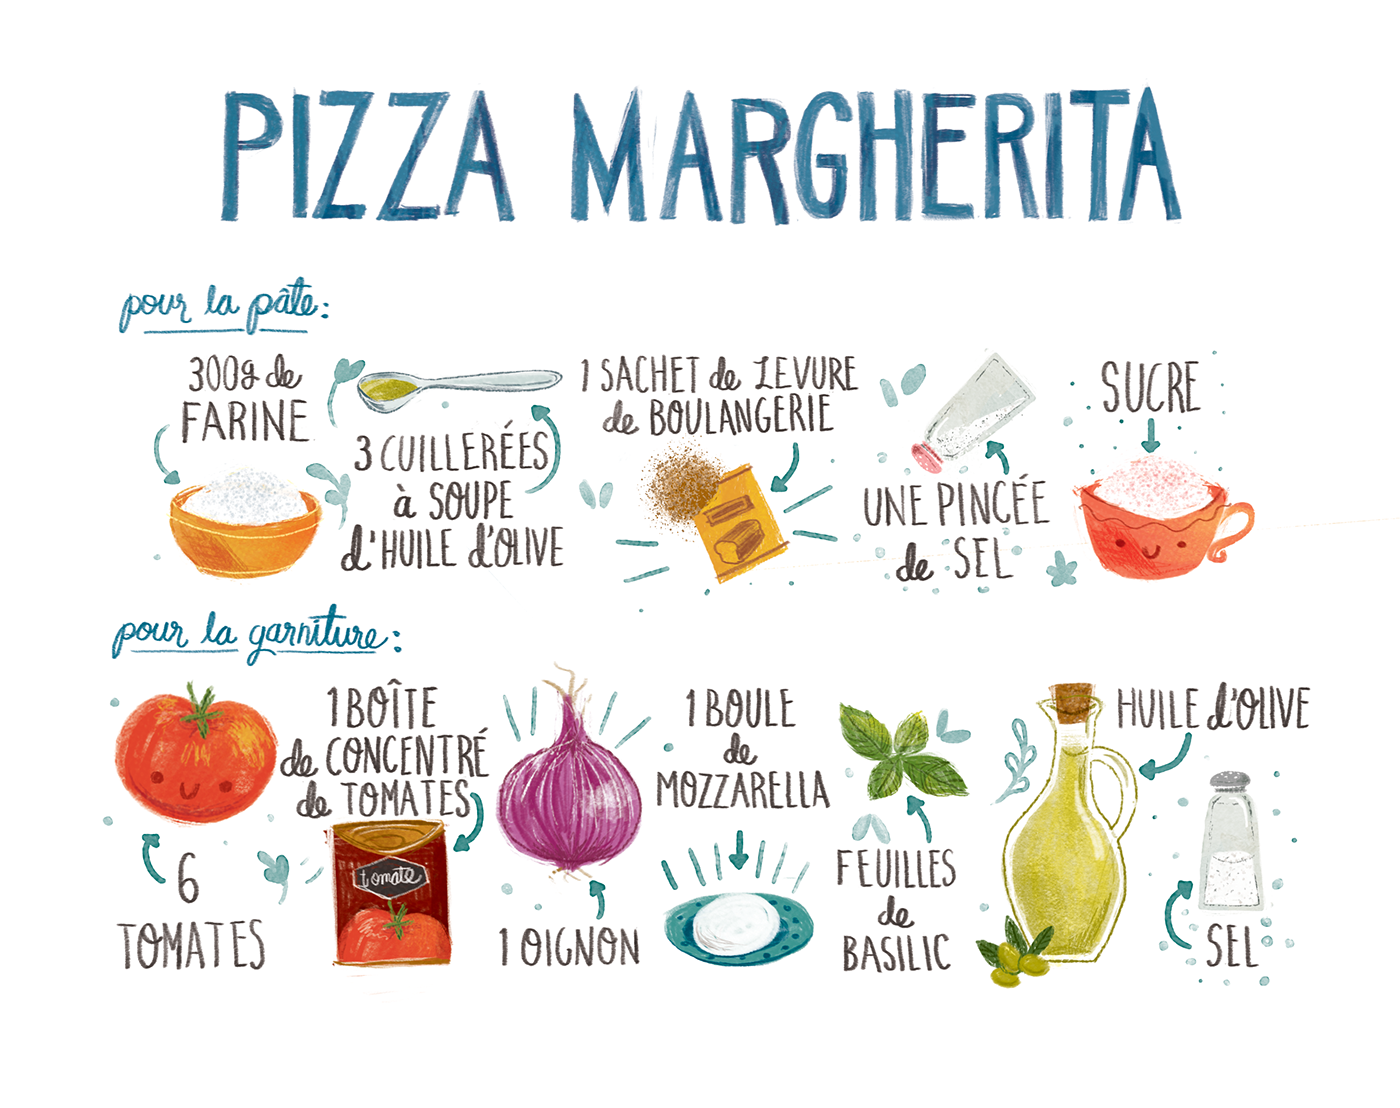 PIZZA MARGHERITA
pour la pâte:
300g de
FARINE
3 CUILLERÉES
à SOUPE
d'HUILE d'OLIVE
1 SACHET de LEVURE
de BOULANGERIE
UNE PINCÉE
de SEL
SUCRE
pour la garniture:
6
TOMATES
1 BOÎTE
de CONCENTRÉ
de TOMATES
tomate
1 OIGNON
1 BOULE
de
MOZZARELLA
FEUILLES
de
BASILIC
HUILE d'OLIVE
SEL